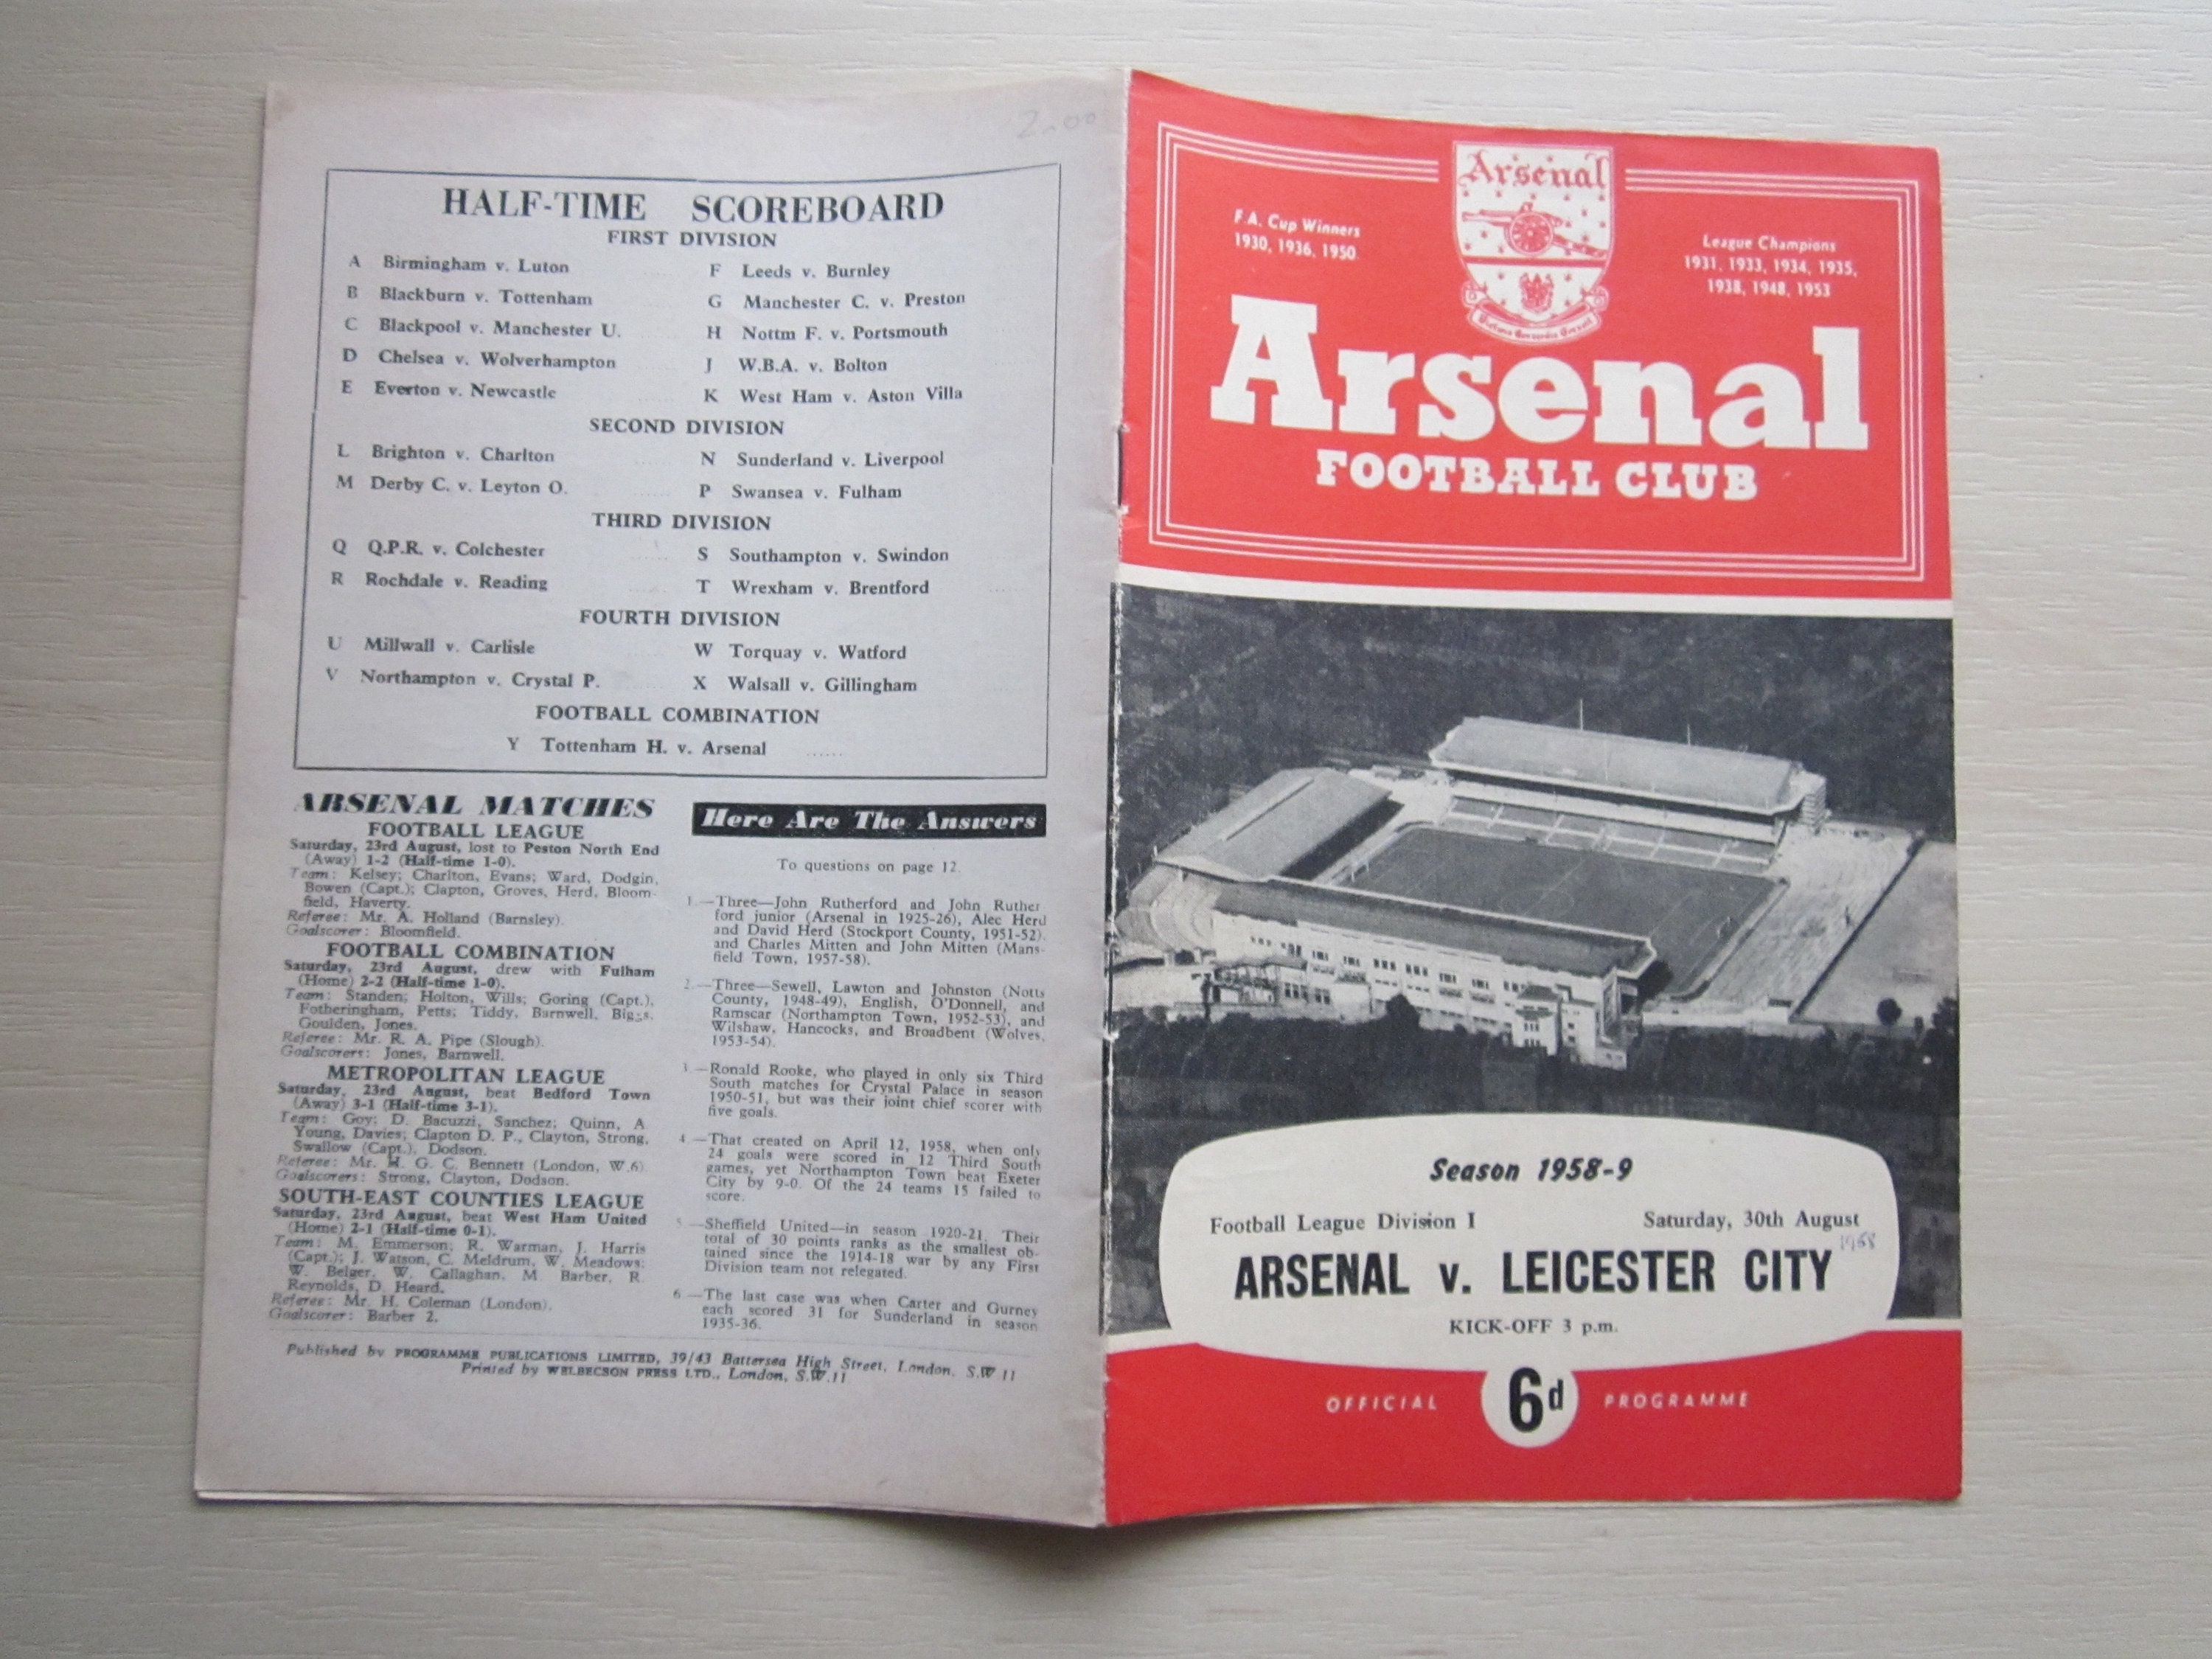 2.00
HALF-TIME SCOREBOARD
FIRST DIVISION
A Birmingham v. Luton
B Blackburn v. Tottenham
C Blackpool v. Manchester U.
D Chelsea v. Wolverhampton
E Everton v. Newcastle
F Leeds v. Burnley
G Manchester C. v. Preston
H Nottm F. v. Portsmouth
J W.B.A. v. Bolton
K West Ham v. Aston Villa
SECOND DIVISION
L Brighton v. Charlton
M Derby C. v. Leyton O.
N Sunderland v. Liverpool
P Swansea v. Fulham
THIRD DIVISION
Q Q.P.R. v. Colchester
R Rochdale v. Reading
S Southampton v. Swindon
T Wrexham v. Brentford
FOURTH DIVISION
U Millwall v. Carlisle
V Northampton v. Crystal P.
W Torquay v. Watford
X Walsall v. Gillingham
FOOTBALL COMBINATION
Y Tottenham H. v. Arsenal ......
ARSENAL MATCHES
FOOTBALL LEAGUE
Saturday, 23rd August, lost to Peston North End
(Away) 1-2 (Half-time 1-0).
Team: Kelsey; Charlton, Evans; Ward, Dodgin,
Bowen (Capt.); Clapton, Groves, Herd, Bloom-
field, Haverty.
Referee: Mr. A. Holland (Barnsley).
Goalscorer: Bloomfield.
FOOTBALL COMBINATION
Saturday, 23rd August, drew with Fulham
(Home) 2-2 (Half-time 1-0).
Team: Standen; Holton, Wills; Goring (Capt.),
Fotheringham, Petts; Tiddy, Barnwell, Biggs,
Goulden, Jones.
Referee: Mr. R. A. Pipe (Slough).
Goalscorers: Jones, Barnwell.
METROPOLITAN LEAGUE
Saturday, 23rd August, beat Bedford Town
(Away) 3-1 (Half-time 3-1).
Team: Goy; D. Bacuzzi, Sanchez; Quinn, A.
Young, Davies; Clapton D. P., Clayton, Strong,
Swallow (Capt.), Dodson.
Referee: Mr. H. G. C. Bennett (London, W.6)
Goalscorers: Strong, Clayton, Dodson.
SOUTH-EAST COUNTIES LEAGUE
Saturday, 23rd August, beat West Ham United
(Home) 2-1 (Half-time 0-1).
Team: M. Emmerson; R. Warman, J. Harris
(Capt.); J. Watson, C. Meldrum, W. Meadows;
W. Belger, W. Callaghan, M. Barber, R.
Reynolds, D. Heard.
Referee: Mr. H. Coleman (London).
Goalscorer: Barber 2.
Here Are The Answers
To questions on page 12.
1.—Three—John Rutherford and John Ruther
ford junior (Arsenal in 1925-26), Alec Herd
and David Herd (Stockport County, 1951-52),
and Charles Mitten and John Mitten (Mans-
field Town, 1957-58).
2.—Three—Sewell, Lawton and Johnston (Notts
County, 1948-49), English, O'Donnell, and
Ramscar (Northampton Town, 1952-53), and
Wilshaw, Hancocks, and Broadbent (Wolves,
1953-54).
3.—Ronald Rooke, who played in only six Third
South matches for Crystal Palace in season
1950-51, but was their joint chief scorer with
five goals.
4.—That created on April 12, 1958, when only
24 goals were scored in 12 Third South
games, yet Northampton Town beat Exeter
City by 9-0. Of the 24 teams 15 failed to
score.
5.—Sheffield United—in season 1920-21. Their
total of 30 points ranks as the smallest ob-
tained since the 1914-18 war by any First
Division team not relegated.
6.—The last case was when Carter and Gurney
each scored 31 for Sunderland in season
1935-36.
Published by PROGRAMME PUBLICATIONS LIMITED, 39/43 Battersea High Street, London, S.W 11
Printed by WELBECSON PRESS LTD., London, S.W.11.
Arsenal
F.A. Cup Winners
1930, 1936, 1950
League Champions
1931, 1933, 1934, 1935,
1938, 1948, 1953
Arsenal
FOOTBALL CLUB
Season 1958-9
Football League Division I
Saturday, 30th August
1958
ARSENAL v. LEICESTER CITY
KICK-OFF 3 p.m.
OFFICIAL 6d PROGRAMME